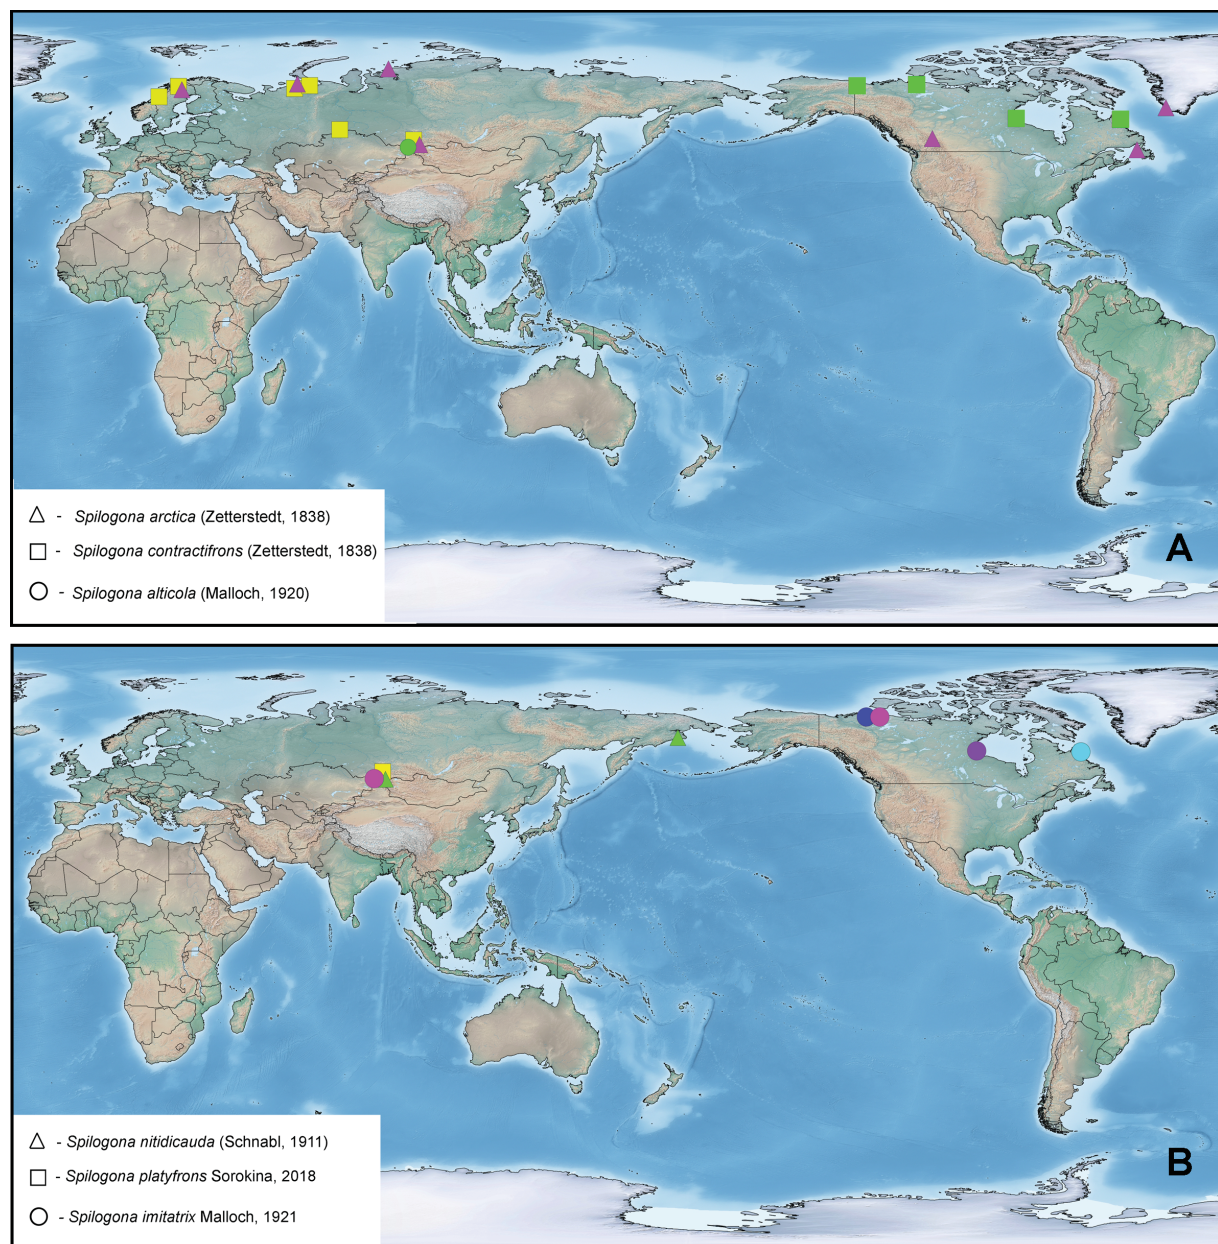 A
- Spilogona arctica (Zetterstedt, 1838)
- Spilogona contractifrons (Zetterstedt, 1838)
- Spilogona alticola (Malloch, 1920)
B
- Spilogona nitidicauda (Schnabl, 1911)
- Spilogona platyfrons Sorokina, 2018
- Spilogona imitatrix Malloch, 1921